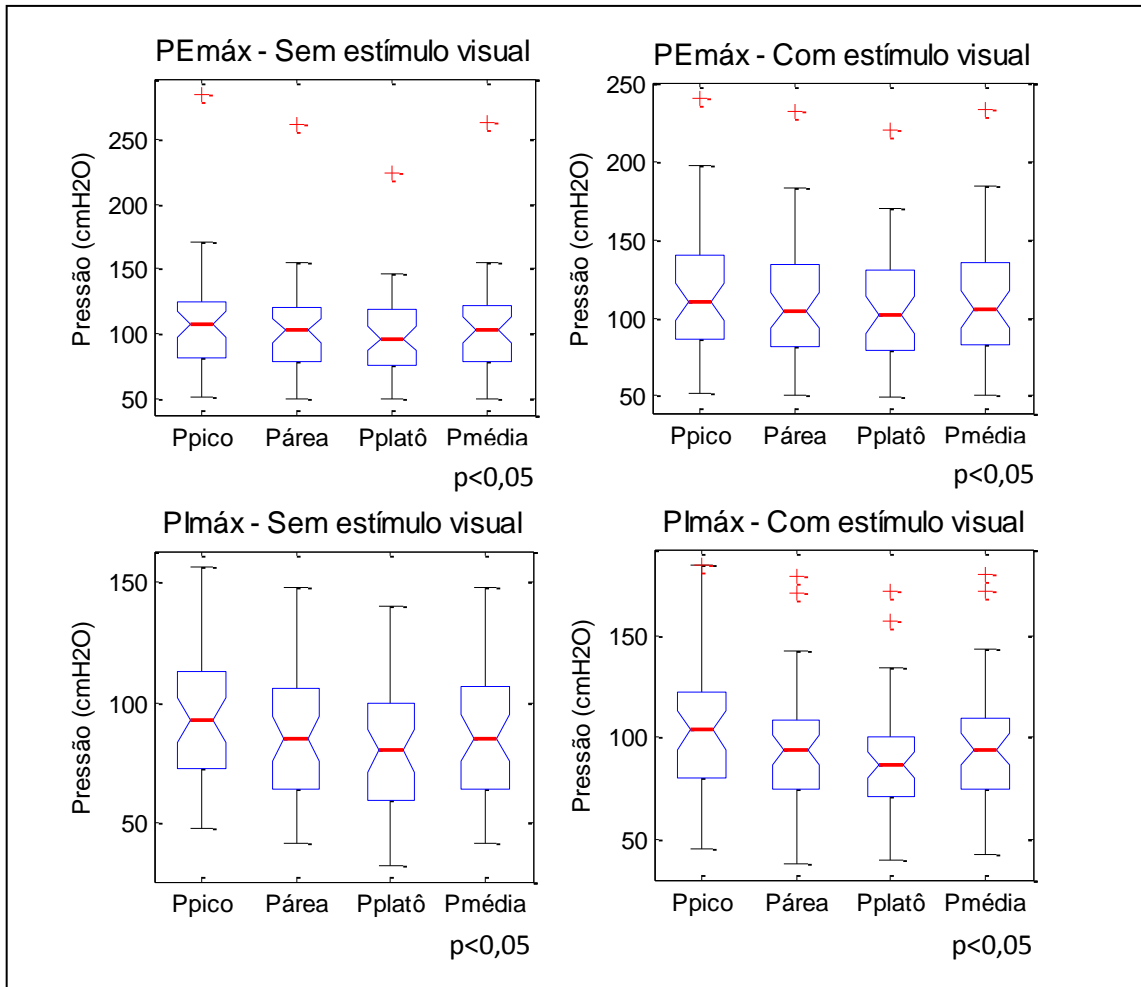 PEmáx - Sem estímulo visual
Pressão (cmH2O)
250
200
150
100
50
Ppico Párea Pplatô Pmédia
p<0,05
PEmáx - Com estímulo visual
Pressão (cmH2O)
250
200
150
100
50
Ppico Párea Pplatô Pmédia
p<0,05
PImáx - Sem estímulo visual
Pressão (cmH2O)
150
100
50
Ppico Párea Pplatô Pmédia
p<0,05
PImáx - Com estímulo visual
Pressão (cmH2O)
150
100
50
Ppico Párea Pplatô Pmédia
p<0,05